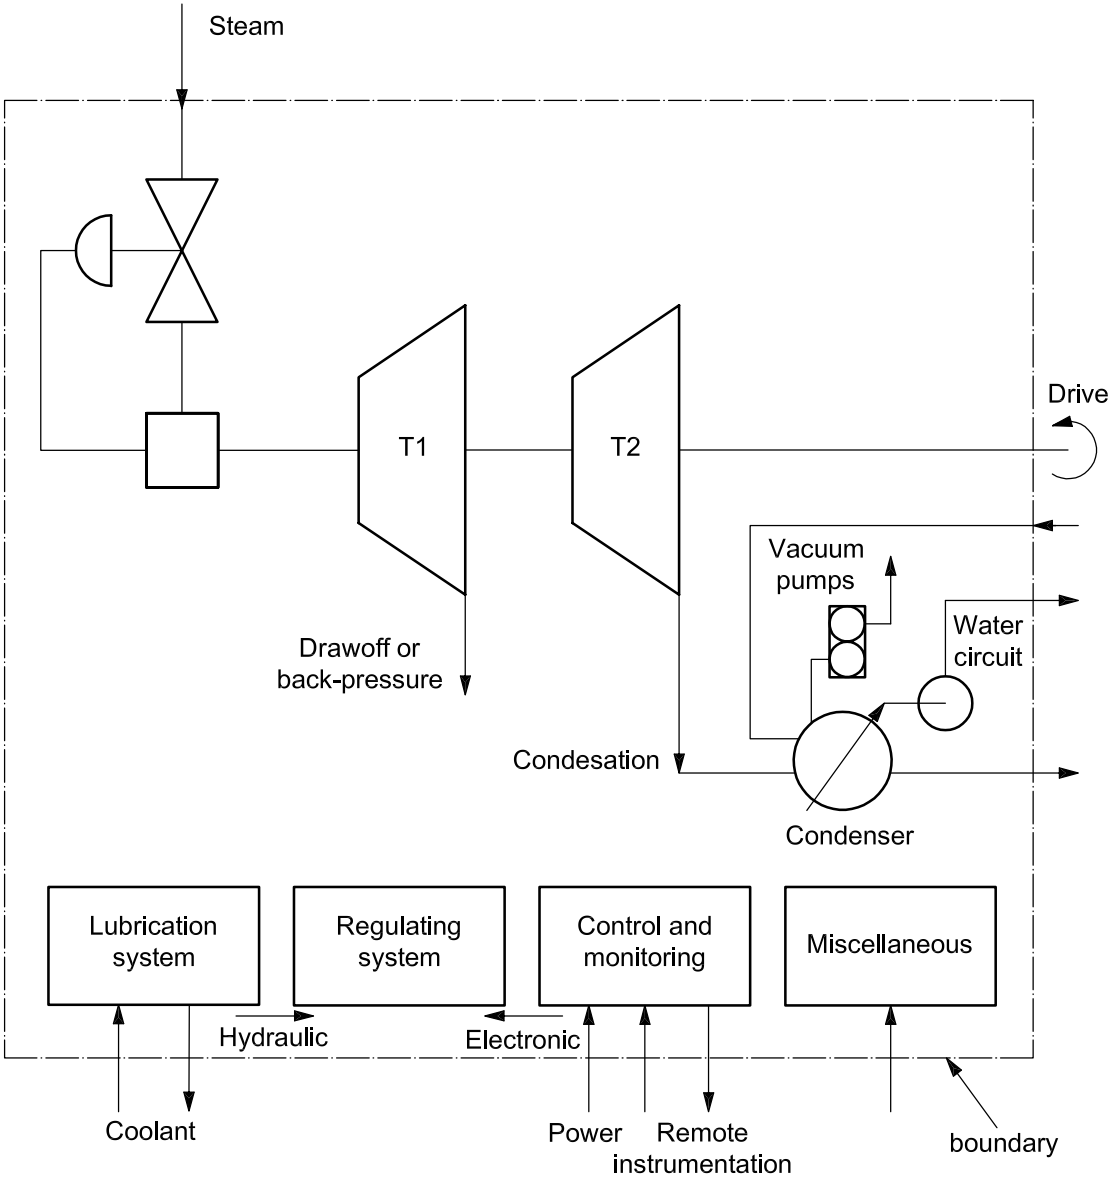 Steam
Drive
T1
T2
Vacuum
pumps
Water
circuit
Drawoff or
back-pressure
Condesation
Condenser
Lubrication
system
Regulating
system
Control and
monitoring
Miscellaneous
Hydraulic
Electronic
Coolant
Power
Remote
instrumentation
boundary